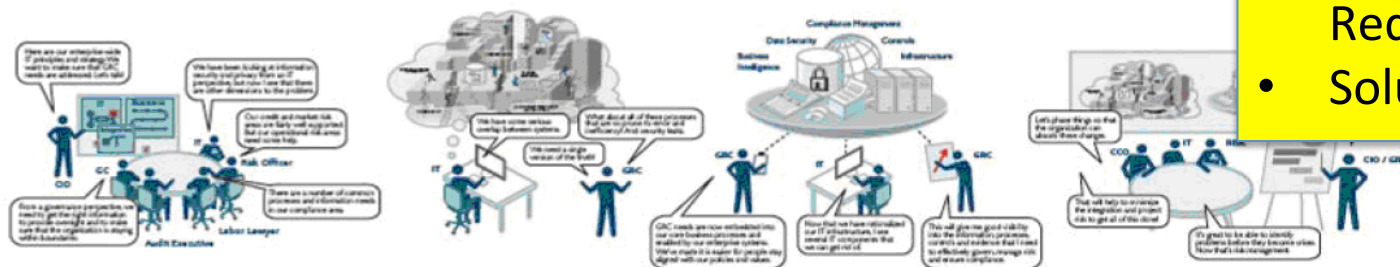 Here are our enterprise-wide
IT principles and strategy. We
want to make sure that GRC
needs are addressed. Let's talk!
We have been looking at information
security and privacy from an IT
perspective, but now I see that there
are other dimensions to the problem.
Our credit and market risk
areas are fairly well supported.
But our operational risk areas
need some help.
IT
Business
CIO
GC
IT
Risk Officer
From a governance perspective, we
need to get the right information
to provide oversight and to make
sure that the organization is staying
within boundaries.
There are a number of common
processes and information needs
in our compliance area.
Labor Lawyer
Audit Executive
We have some serious
overlap between systems.
What about all of these processes
that are so prone to error and
inefficiency? And security leaks.
We need a single
version of the truth!
IT
GRC
Compliance Management
Data Security
Controls
Business
Intelligence
Infrastructure
GRC
IT
GRC
GRC needs are now embedded into
our core business processes and
enabled by our enterprise systems.
We've made it easier for people stay
aligned with our policies and values.
Now that we have rationalized
our IT infrastructure, I see
several IT components that
we can get rid of.
This will give me good visibility
into the information, processes,
controls and evidence that I need
to effectively govern, manage risk
and ensure compliance.
Let's phase things so that
the organization can
absorb these changes.
CCO
IT
CIO / GR
That will help to minimize
the integration and project
risk to get all of this done!
It's great to be able to identify
problems before they become crises.
Now that's risk management!
Rec
• Solu